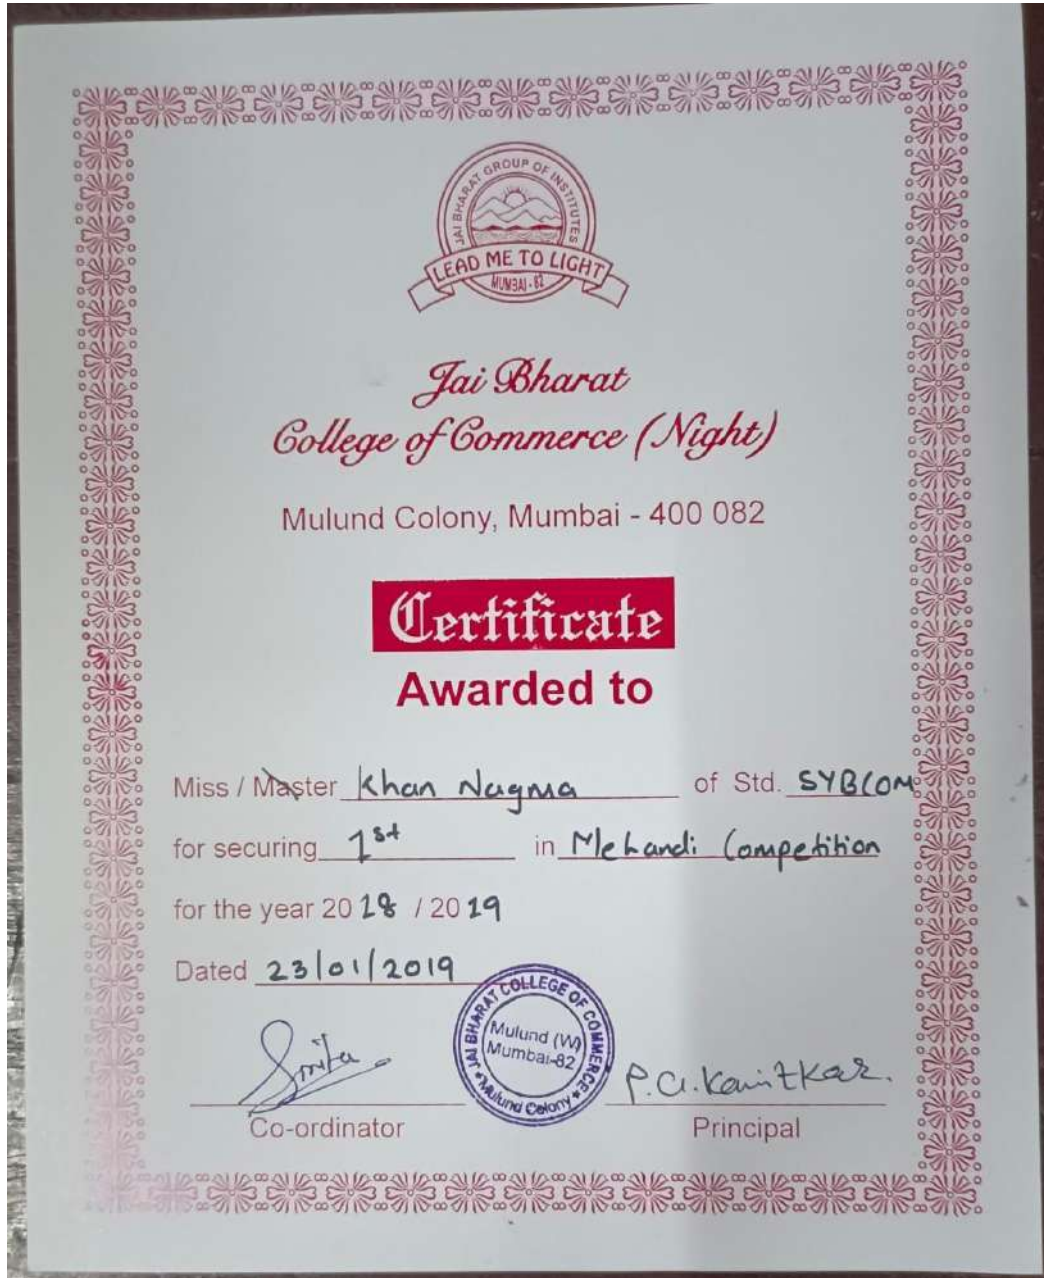 JAI BHARAT GROUP OF INSTITUTES
LEAD ME TO LIGHT
MUMBAI - 82
Jai Bharat
College of Commerce (Night)
Mulund Colony, Mumbai - 400 082
Certificate
Awarded to
Miss / Master Khan Nagma of Std. SYBCOM
for securing 1st in Mehandi Competition
for the year 2018 / 2019
Dated 23/01/2019
JAI BHARAT COLLEGE OF COMMERCE
Mulund (W)
Mumbai-82
Mulund Colony
Smita
P.A. Kanitkar.
Co-ordinator Principal